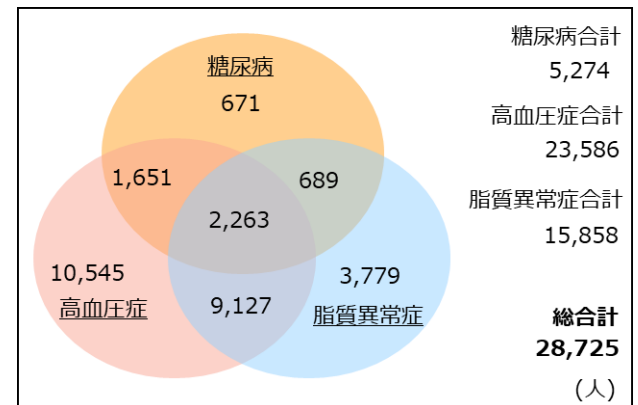 糖尿病
671
1,651
689
2,263
10,545
高血圧症
9,127
3,779
脂質異常症
糖尿病合計
5,274
高血圧症合計
23,586
脂質異常症合計
15,858
総合計
28,725
(人)